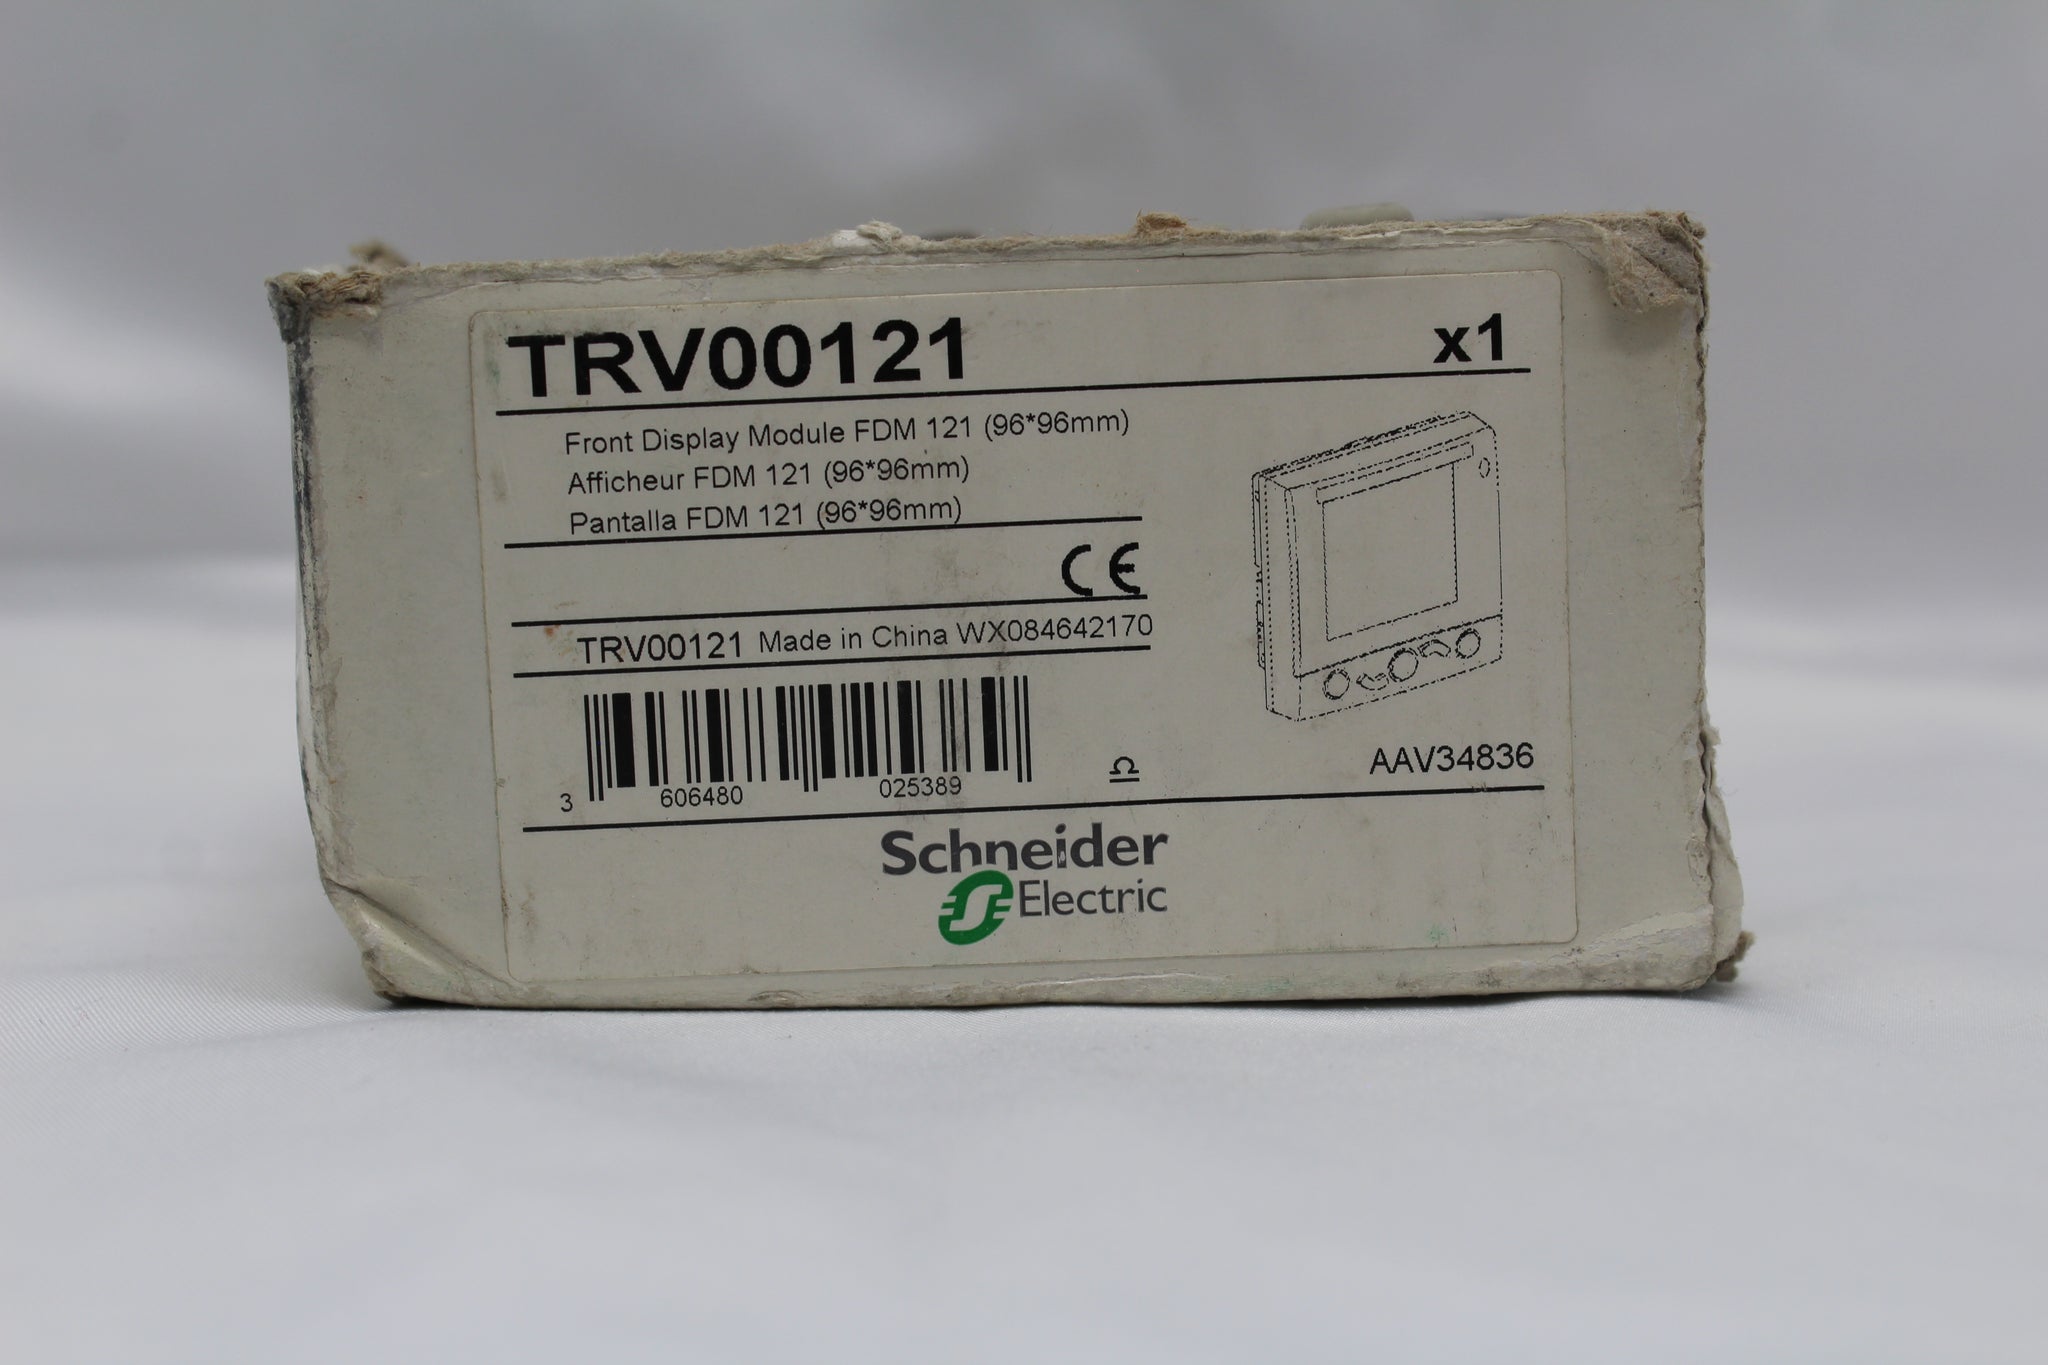 TRV00121 x1
Front Display Module FDM 121 (96*96mm)
Afficheur FDM 121 (96*96mm)
Pantalla FDM 121 (96*96mm)
CE
TRV00121 Made in China WX084642170
3 606480 025389
AAV34836
Schneider
Electric